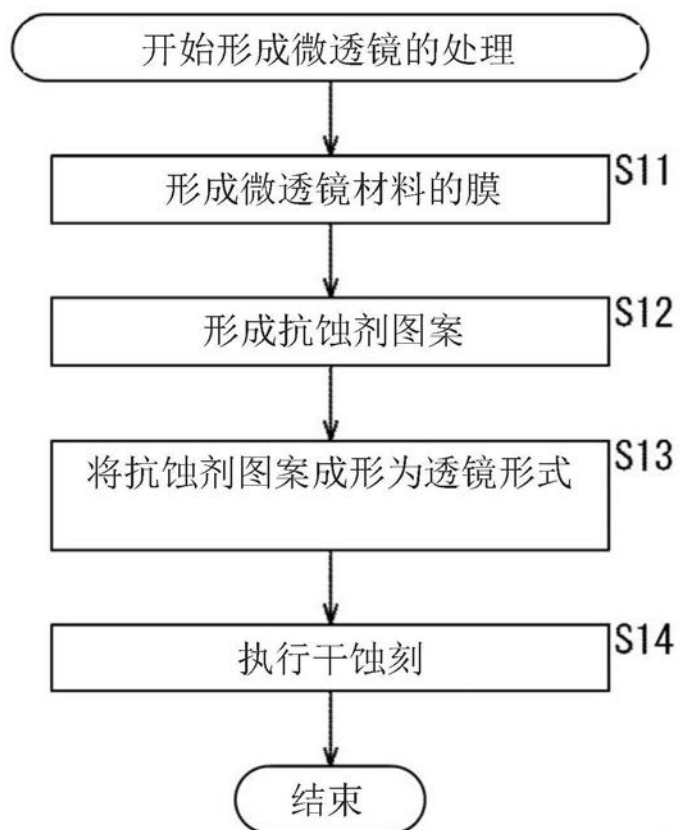 开始形成微透镜的处理
S11
形成微透镜材料的膜
S12
形成抗蚀剂图案
S13
将抗蚀剂图案成形为透镜形式
S14
执行干蚀刻
结束